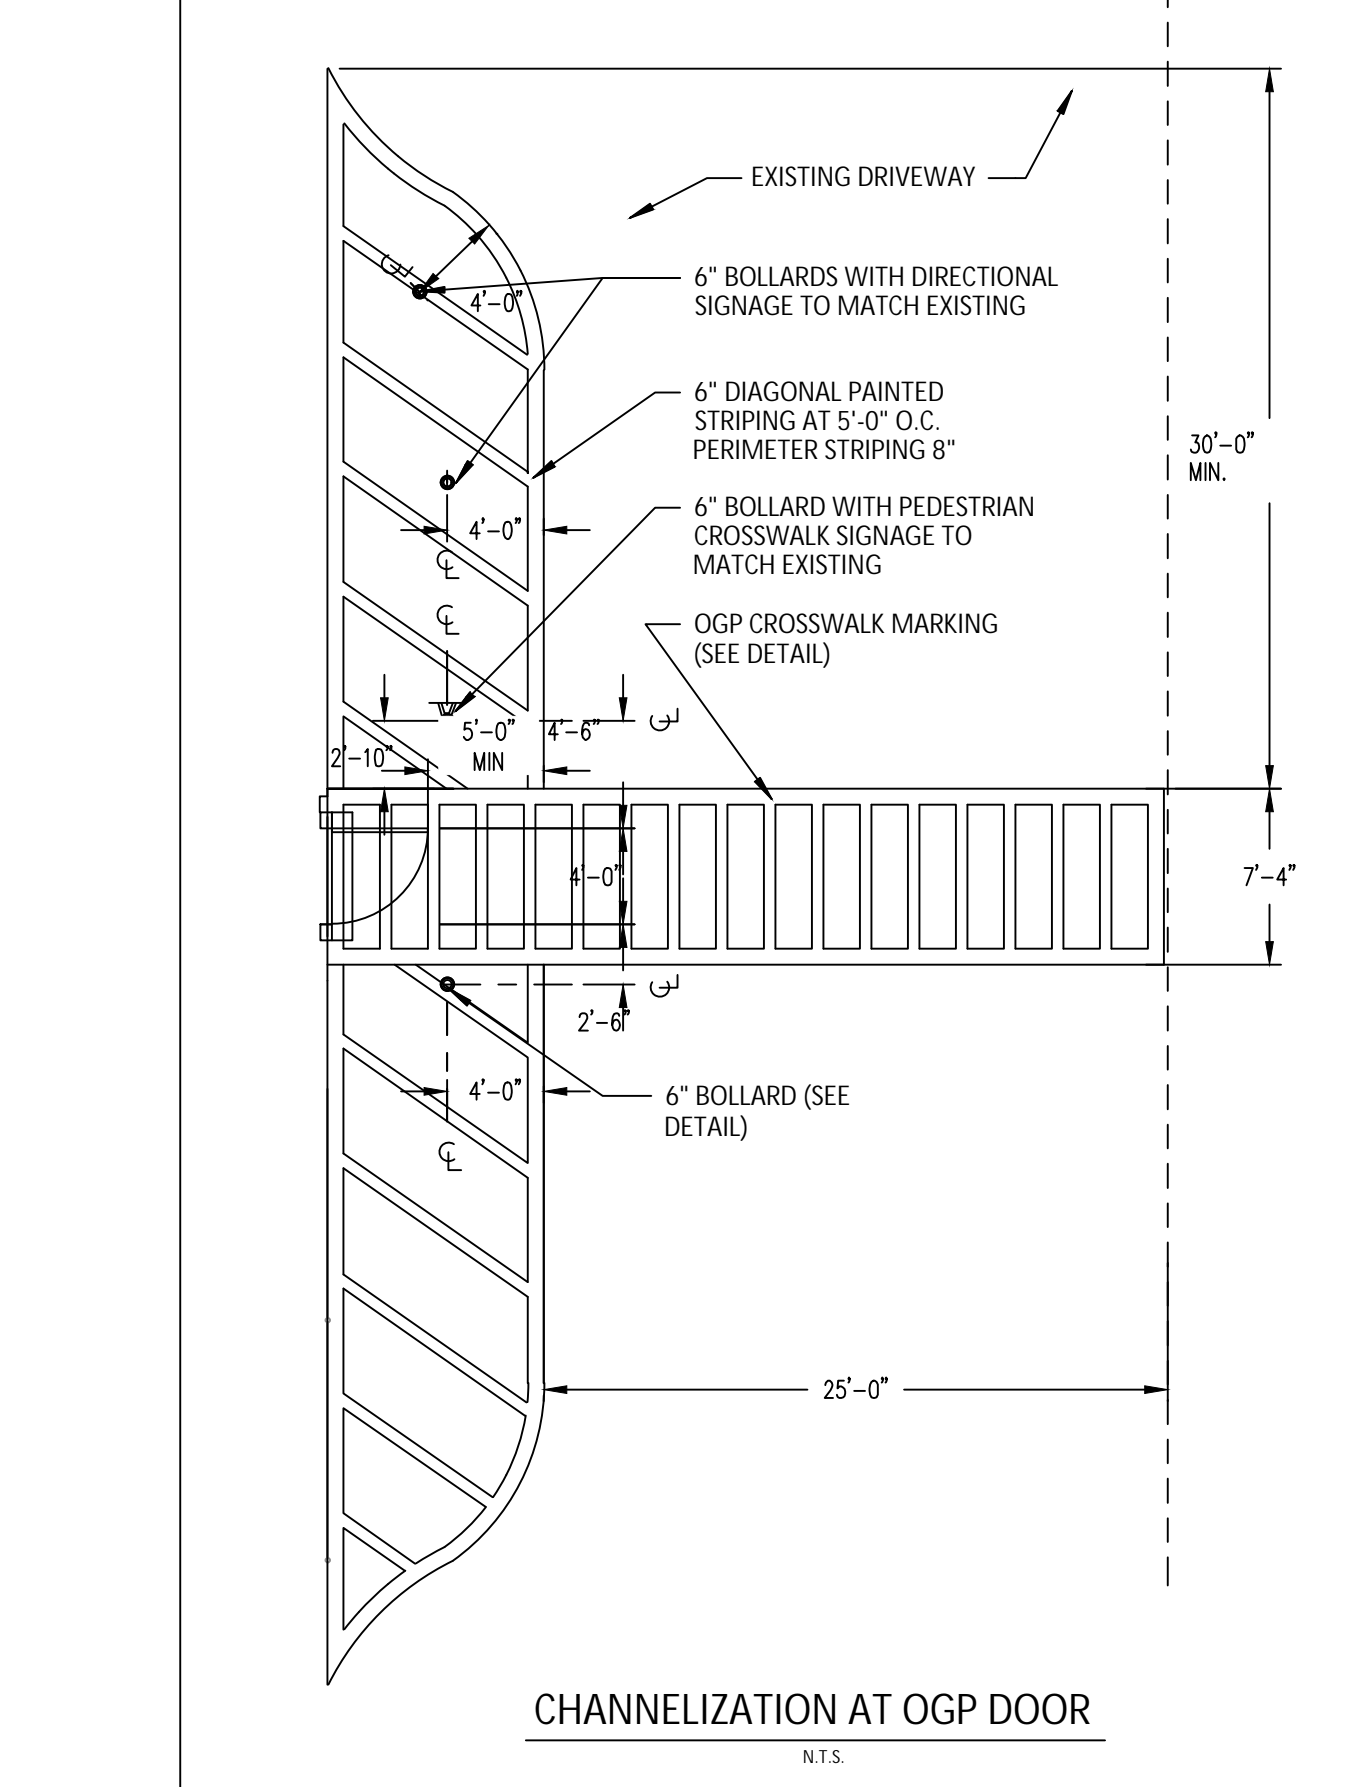 EXISTING DRIVEWAY
6" BOLLARDS WITH DIRECTIONAL
SIGNAGE TO MATCH EXISTING
4'-0"
6" DIAGONAL PAINTED
STRIPING AT 5'-0" O.C.
PERIMETER STRIPING 8"
30'-0"
MIN.
6" BOLLARD WITH PEDESTRIAN
CROSSWALK SIGNAGE TO
MATCH EXISTING
4'-0"
℄
℄
℄
OGP CROSSWALK MARKING
(SEE DETAIL)
5'-0"
MIN
4'-6"
℄
2'-10"
4'-0"
7'-4"
℄
2'-6"
4'-0"
6" BOLLARD (SEE
DETAIL)
℄
25'-0"
CHANNELIZATION AT OGP DOOR
N.T.S.